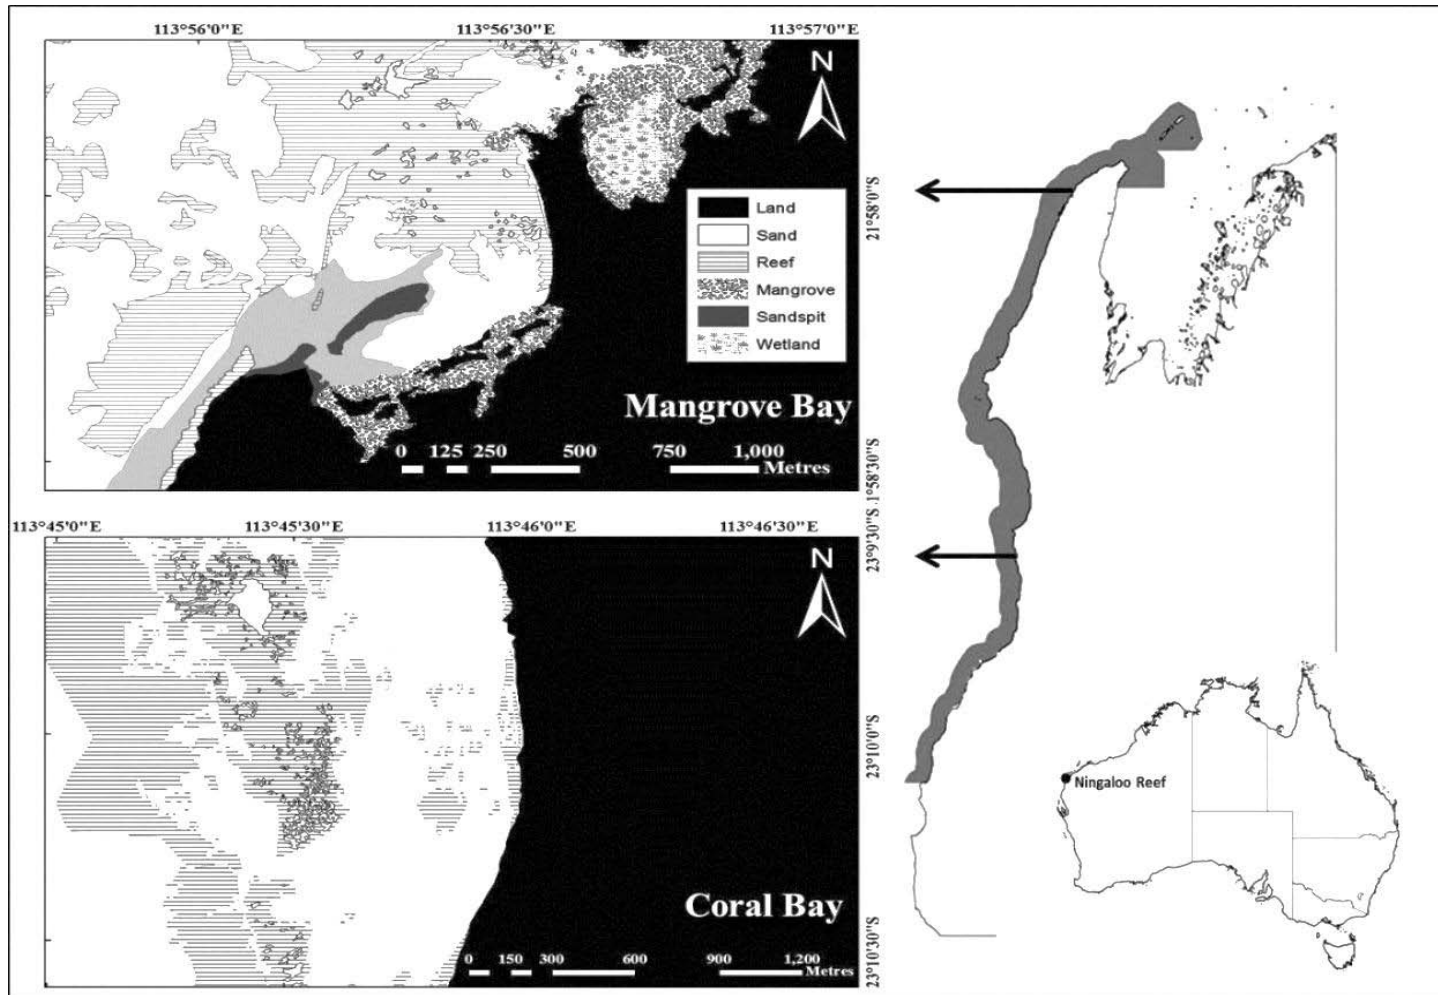 113°56'0"E 113°56'30"E 113°57'0"E
N
21°58'0"S
Land
Sand
Reef
Mangrove
Sandspit
Wetland
Mangrove Bay
0 125 250 500 750 1,000
Metres
.1°58'30"S
113°45'0"E 113°45'30"E 113°46'0"E 113°46'30"E
23°9'30"S
N
23°10'0"S
Coral Bay
0 150 300 600 900 1,200
Metres
23°10'30"S
Ningaloo Reef